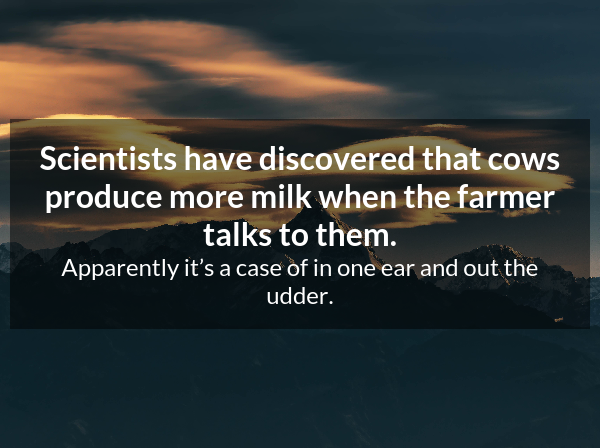 Scientists have discovered that cows
produce more milk when the farmer
talks to them.
Apparently it’s a case of in one ear and out the
udder.